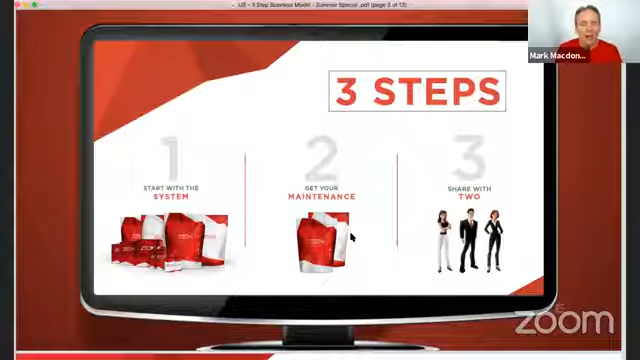 US - 3 Step Business Model - Summer Special .pdf (page 3 of 13)
Mark Macdon...
3 STEPS
1
START WITH THE
SYSTEM
2
GET YOUR
MAINTENANCE
3
SHARE WITH
TWO
zoom